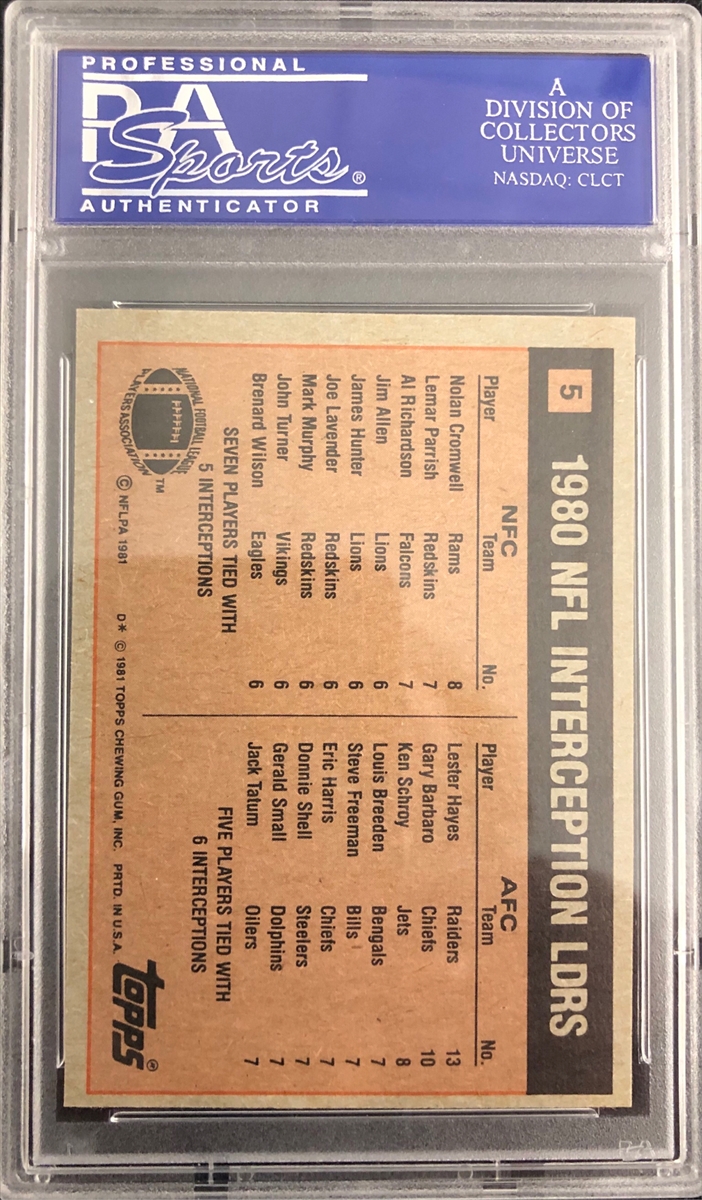 PROFESSIONAL
PSA
Sports®
AUTHENTICATOR
A
DIVISION OF
COLLECTORS
UNIVERSE
NASDAQ: CLCT
5
1980 NFL INTERCEPTION LDRS
NFC
Player Team No.
Nolan Cromwell Rams 8
Lemar Parrish Redskins 7
Al Richardson Falcons 7
Jim Allen Lions 6
James Hunter Lions 6
Joe Lavender Redskins 6
Mark Murphy Redskins 6
John Turner Vikings 6
Brenard Wilson Eagles 6
SEVEN PLAYERS TIED WITH
5 INTERCEPTIONS
AFC
Player Team No.
Lester Hayes Raiders 13
Gary Barbaro Chiefs 10
Ken Schroy Jets 8
Louis Breeden Bengals 7
Steve Freeman Bills 7
Eric Harris Chiefs 7
Donnie Shell Steelers 7
Gerald Small Dolphins 7
Jack Tatum Oilers 7
FIVE PLAYERS TIED WITH
6 INTERCEPTIONS
NATIONAL FOOTBALL LEAGUE
PLAYERS ASSOCIATION
TM
© NFLPA 1981
D* © 1981 TOPPS CHEWING GUM, INC. PRTD. IN U.S.A.
topps®